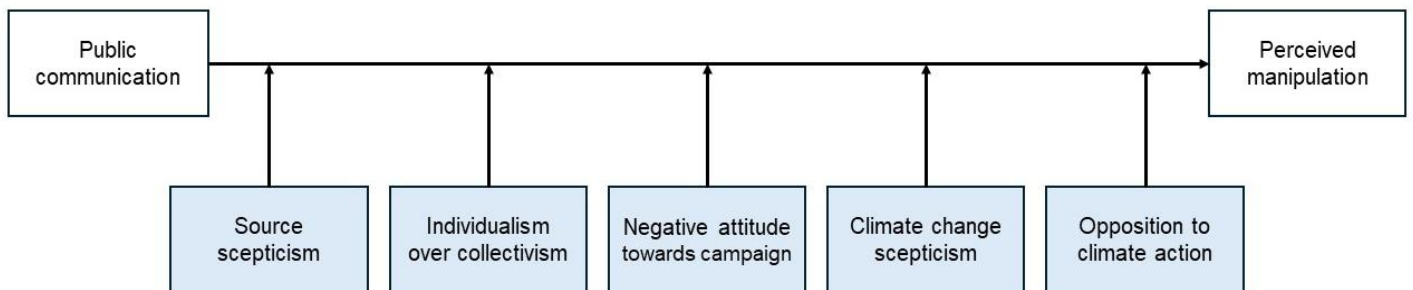 Public
communication
Perceived
manipulation
Source
scepticism
Individualism
over collectivism
Negative attitude
towards campaign
Climate change
scepticism
Opposition to
climate action